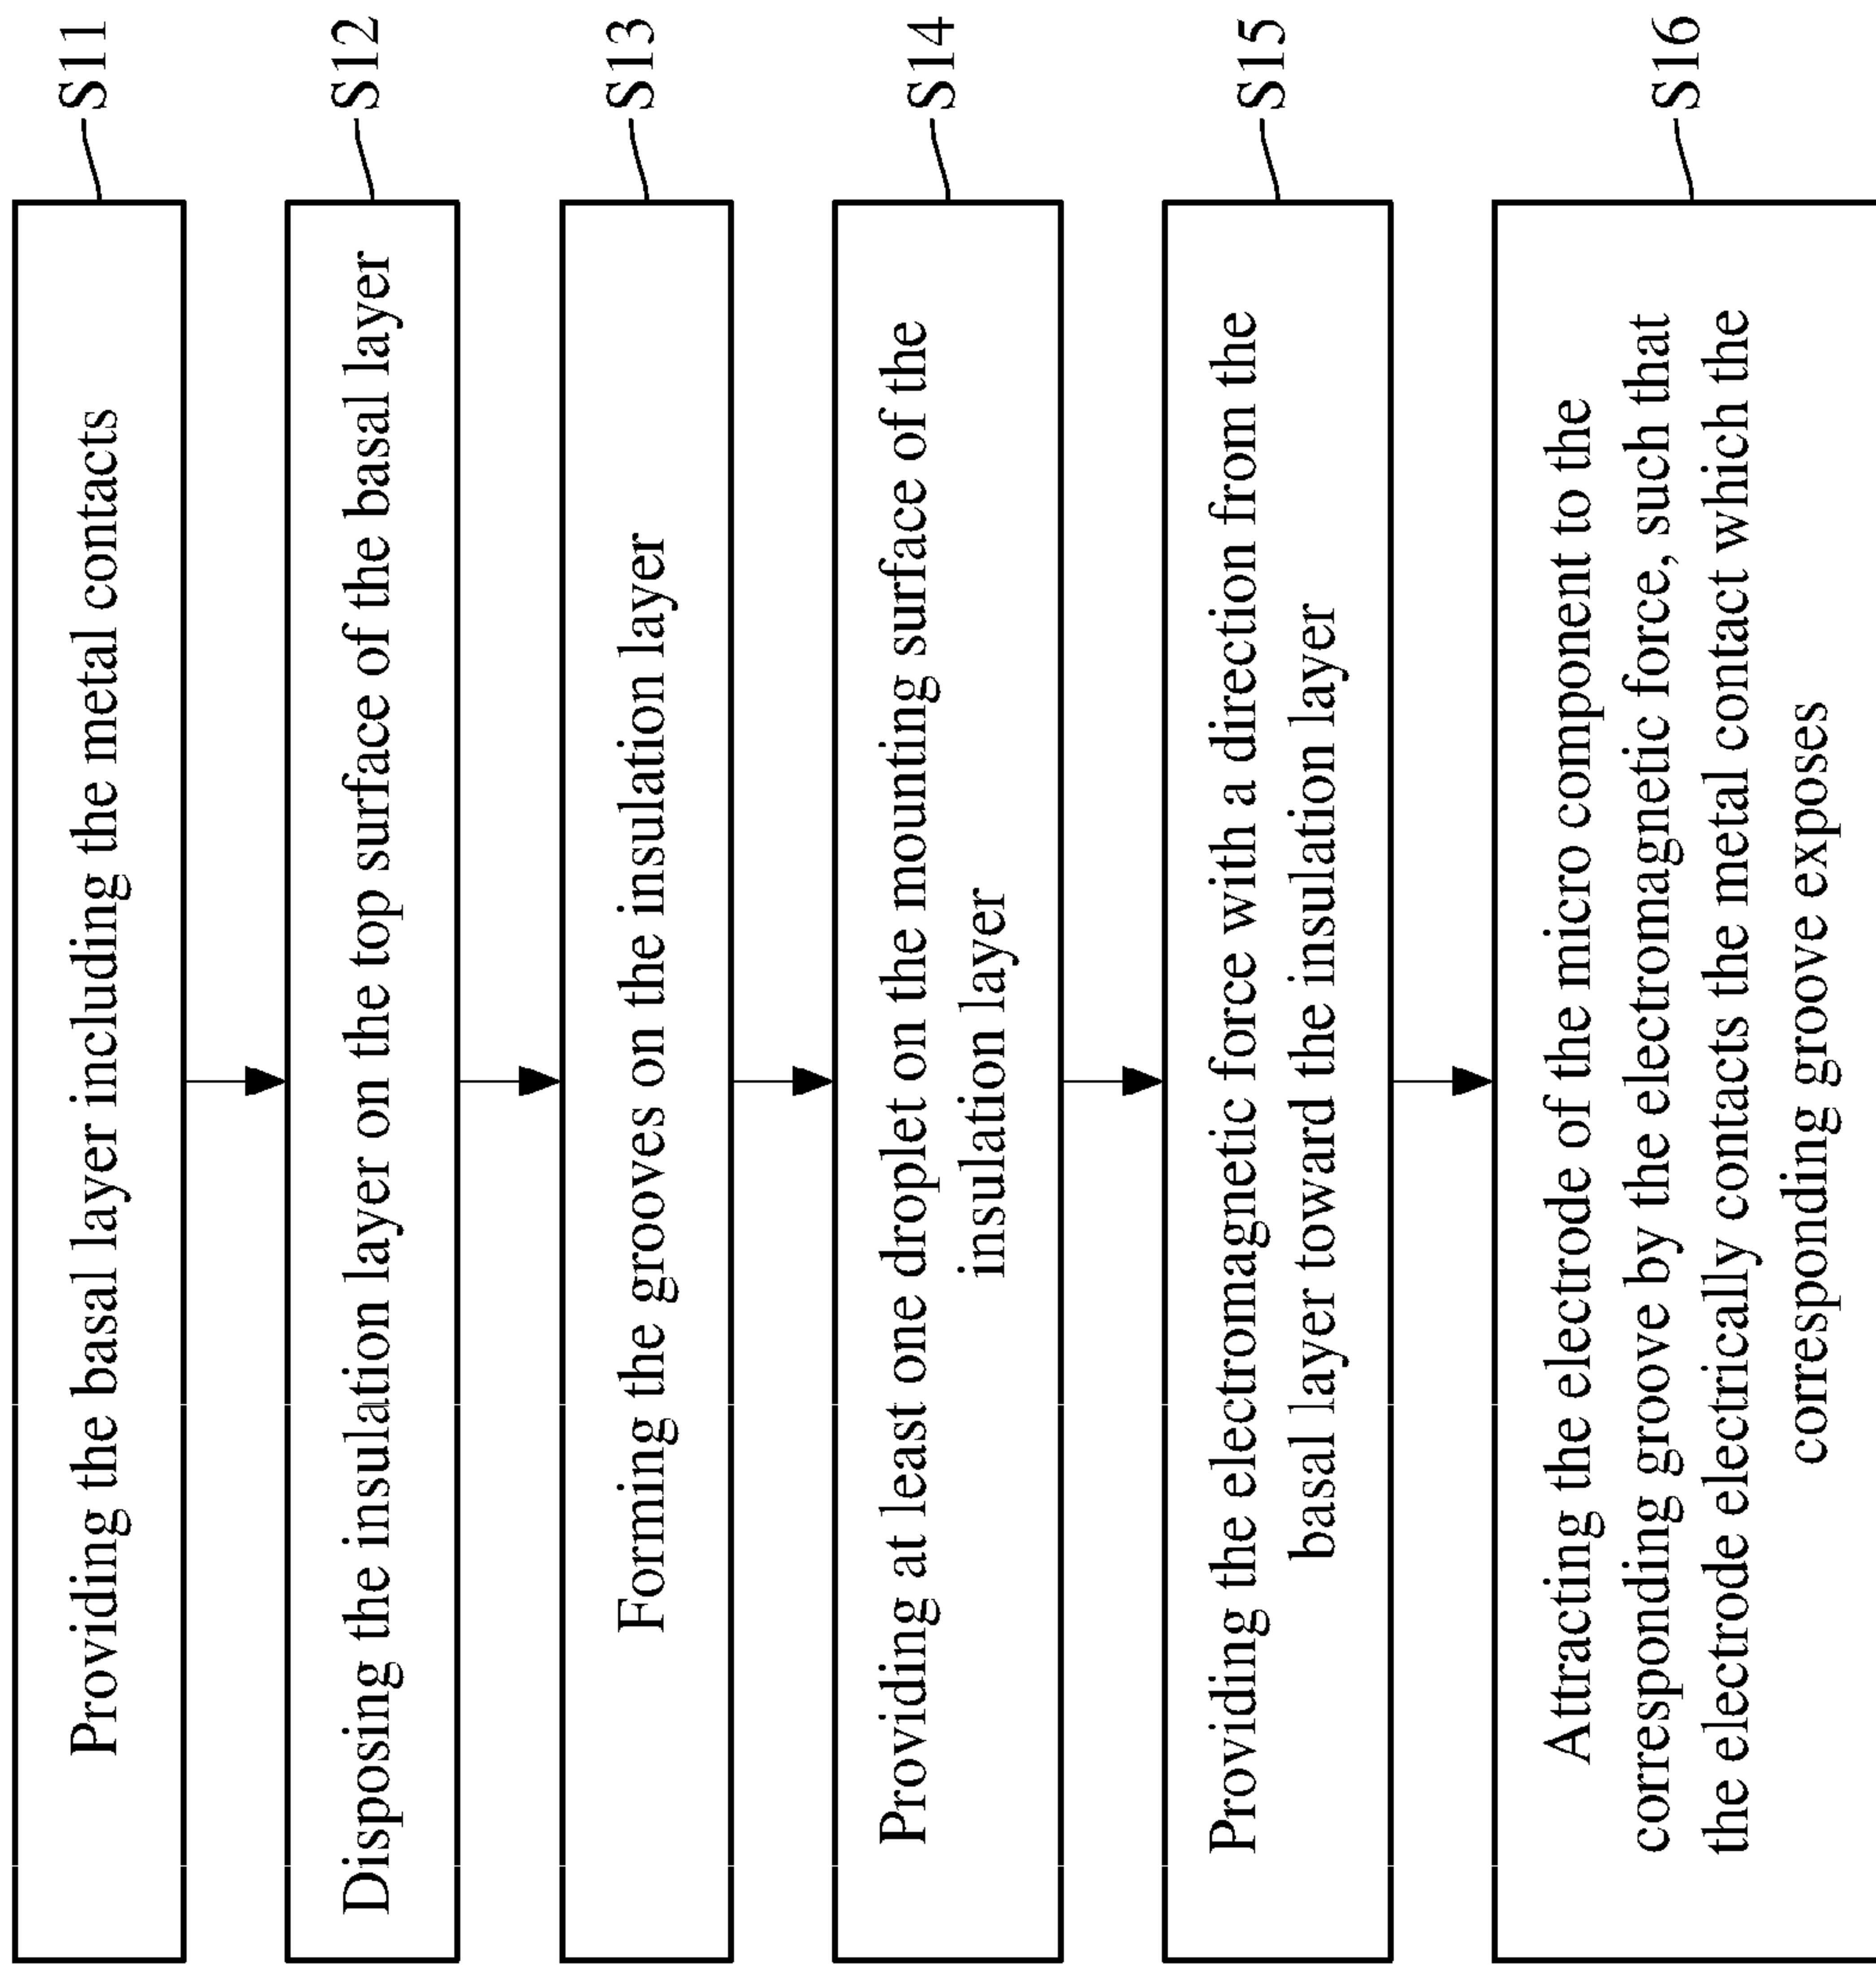 Providing the basal layer including the metal contacts
S11
Disposing the insulation layer on the top surface of the basal layer
S12
Forming the grooves on the insulation layer
S13
Providing at least one droplet on the mounting surface of the
insulation layer
S14
Providing the electromagnetic force with a direction from the
basal layer toward the insulation layer
S15
Attracting the electrode of the micro component to the
corresponding groove by the electromagnetic force, such that
the electrode electrically contacts the metal contact which the
corresponding groove exposes
S16